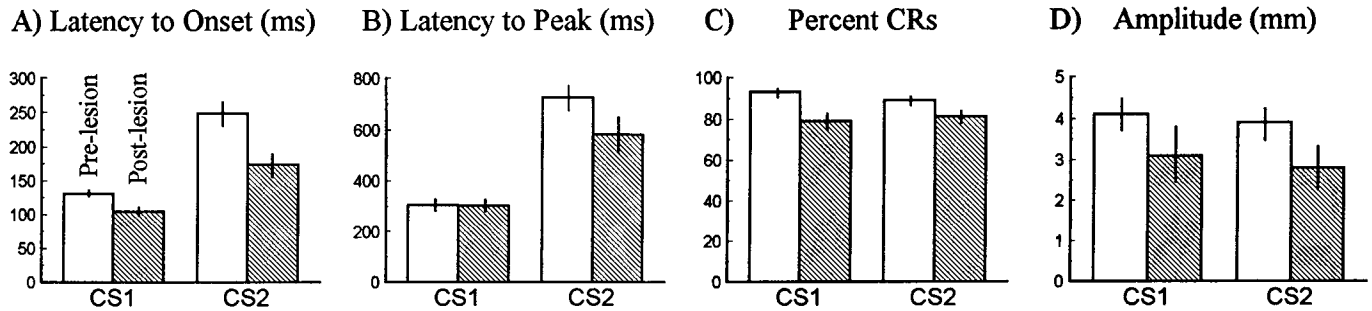 A) Latency to Onset (ms)
B) Latency to Peak (ms)
C) Percent CRs
D) Amplitude (mm)
300
250
200
150
100
50
0
Pre-lesion
Post-lesion
CS1 CS2
800
600
400
200
0
CS1 CS2
100
80
60
40
20
0
CS1 CS2
5
4
3
2
1
0
CS1 CS2